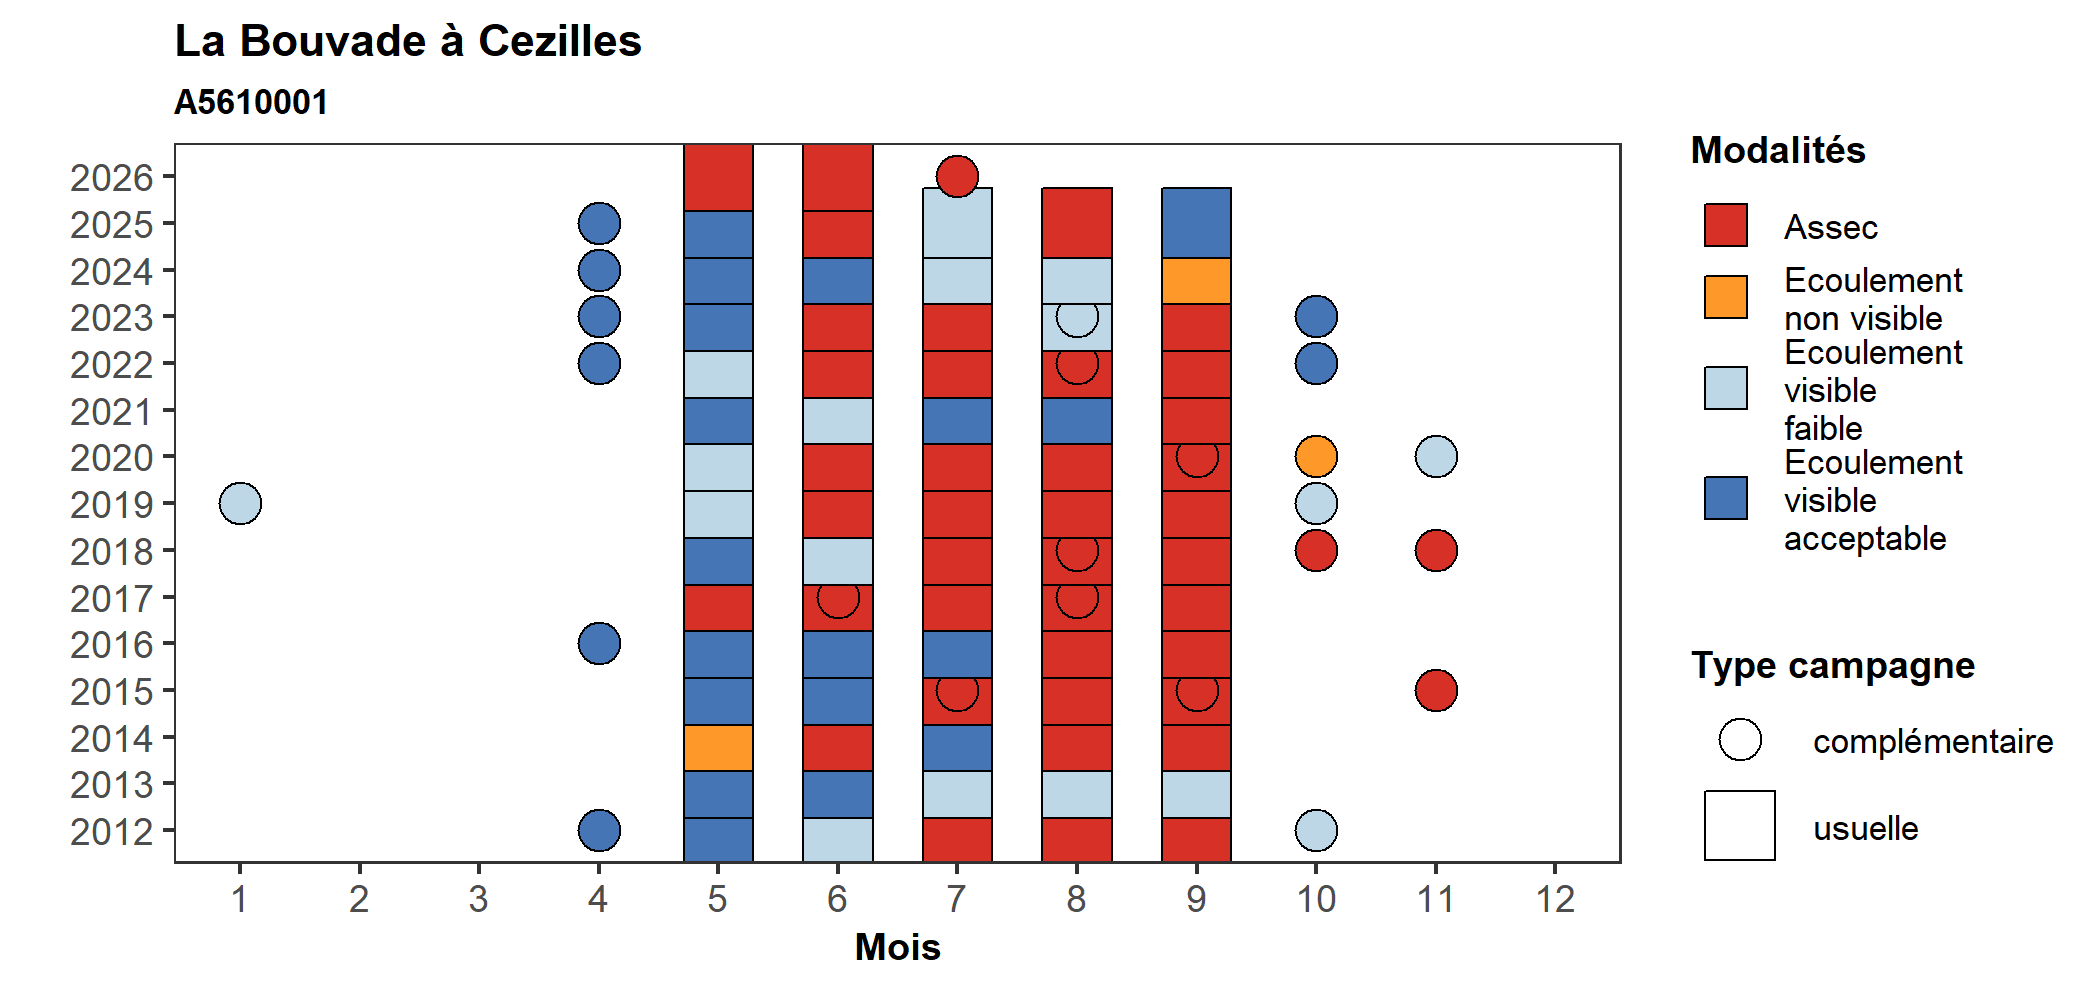 La Bouvade à Cezilles
A5610001
2026
2025
2024
2023
2022
2021
2020
2019
2018
2017
2016
2015
2014
2013
2012
1 2 3 4 5 6 7 8 9 10 11 12
Mois
Modalités
Assec
Ecoulement
non visible
Ecoulement
visible
faible
Ecoulement
visible
acceptable
Type campagne
complémentaire
usuelle